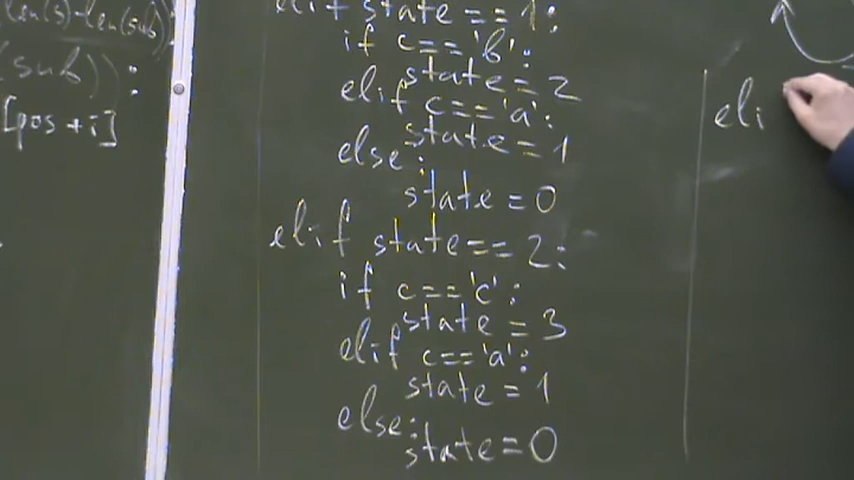 len(s)-len(sub)):
(sub)):
[pos+i]
elif state==1:
if c=='b':
state=2
elif c=='a':
state=1
else:
state=0
elif state==2:
if c=='c':
state=3
elif c=='a':
state=1
else:
state=0
eli